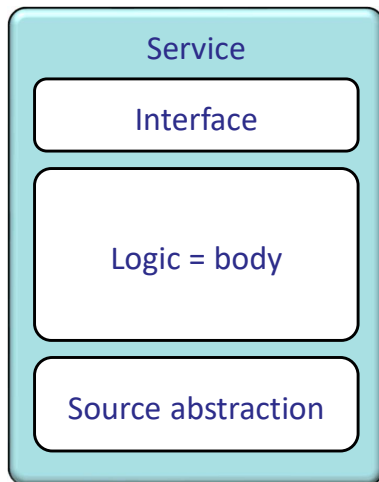 Service
Interface
Logic = body
Source abstraction